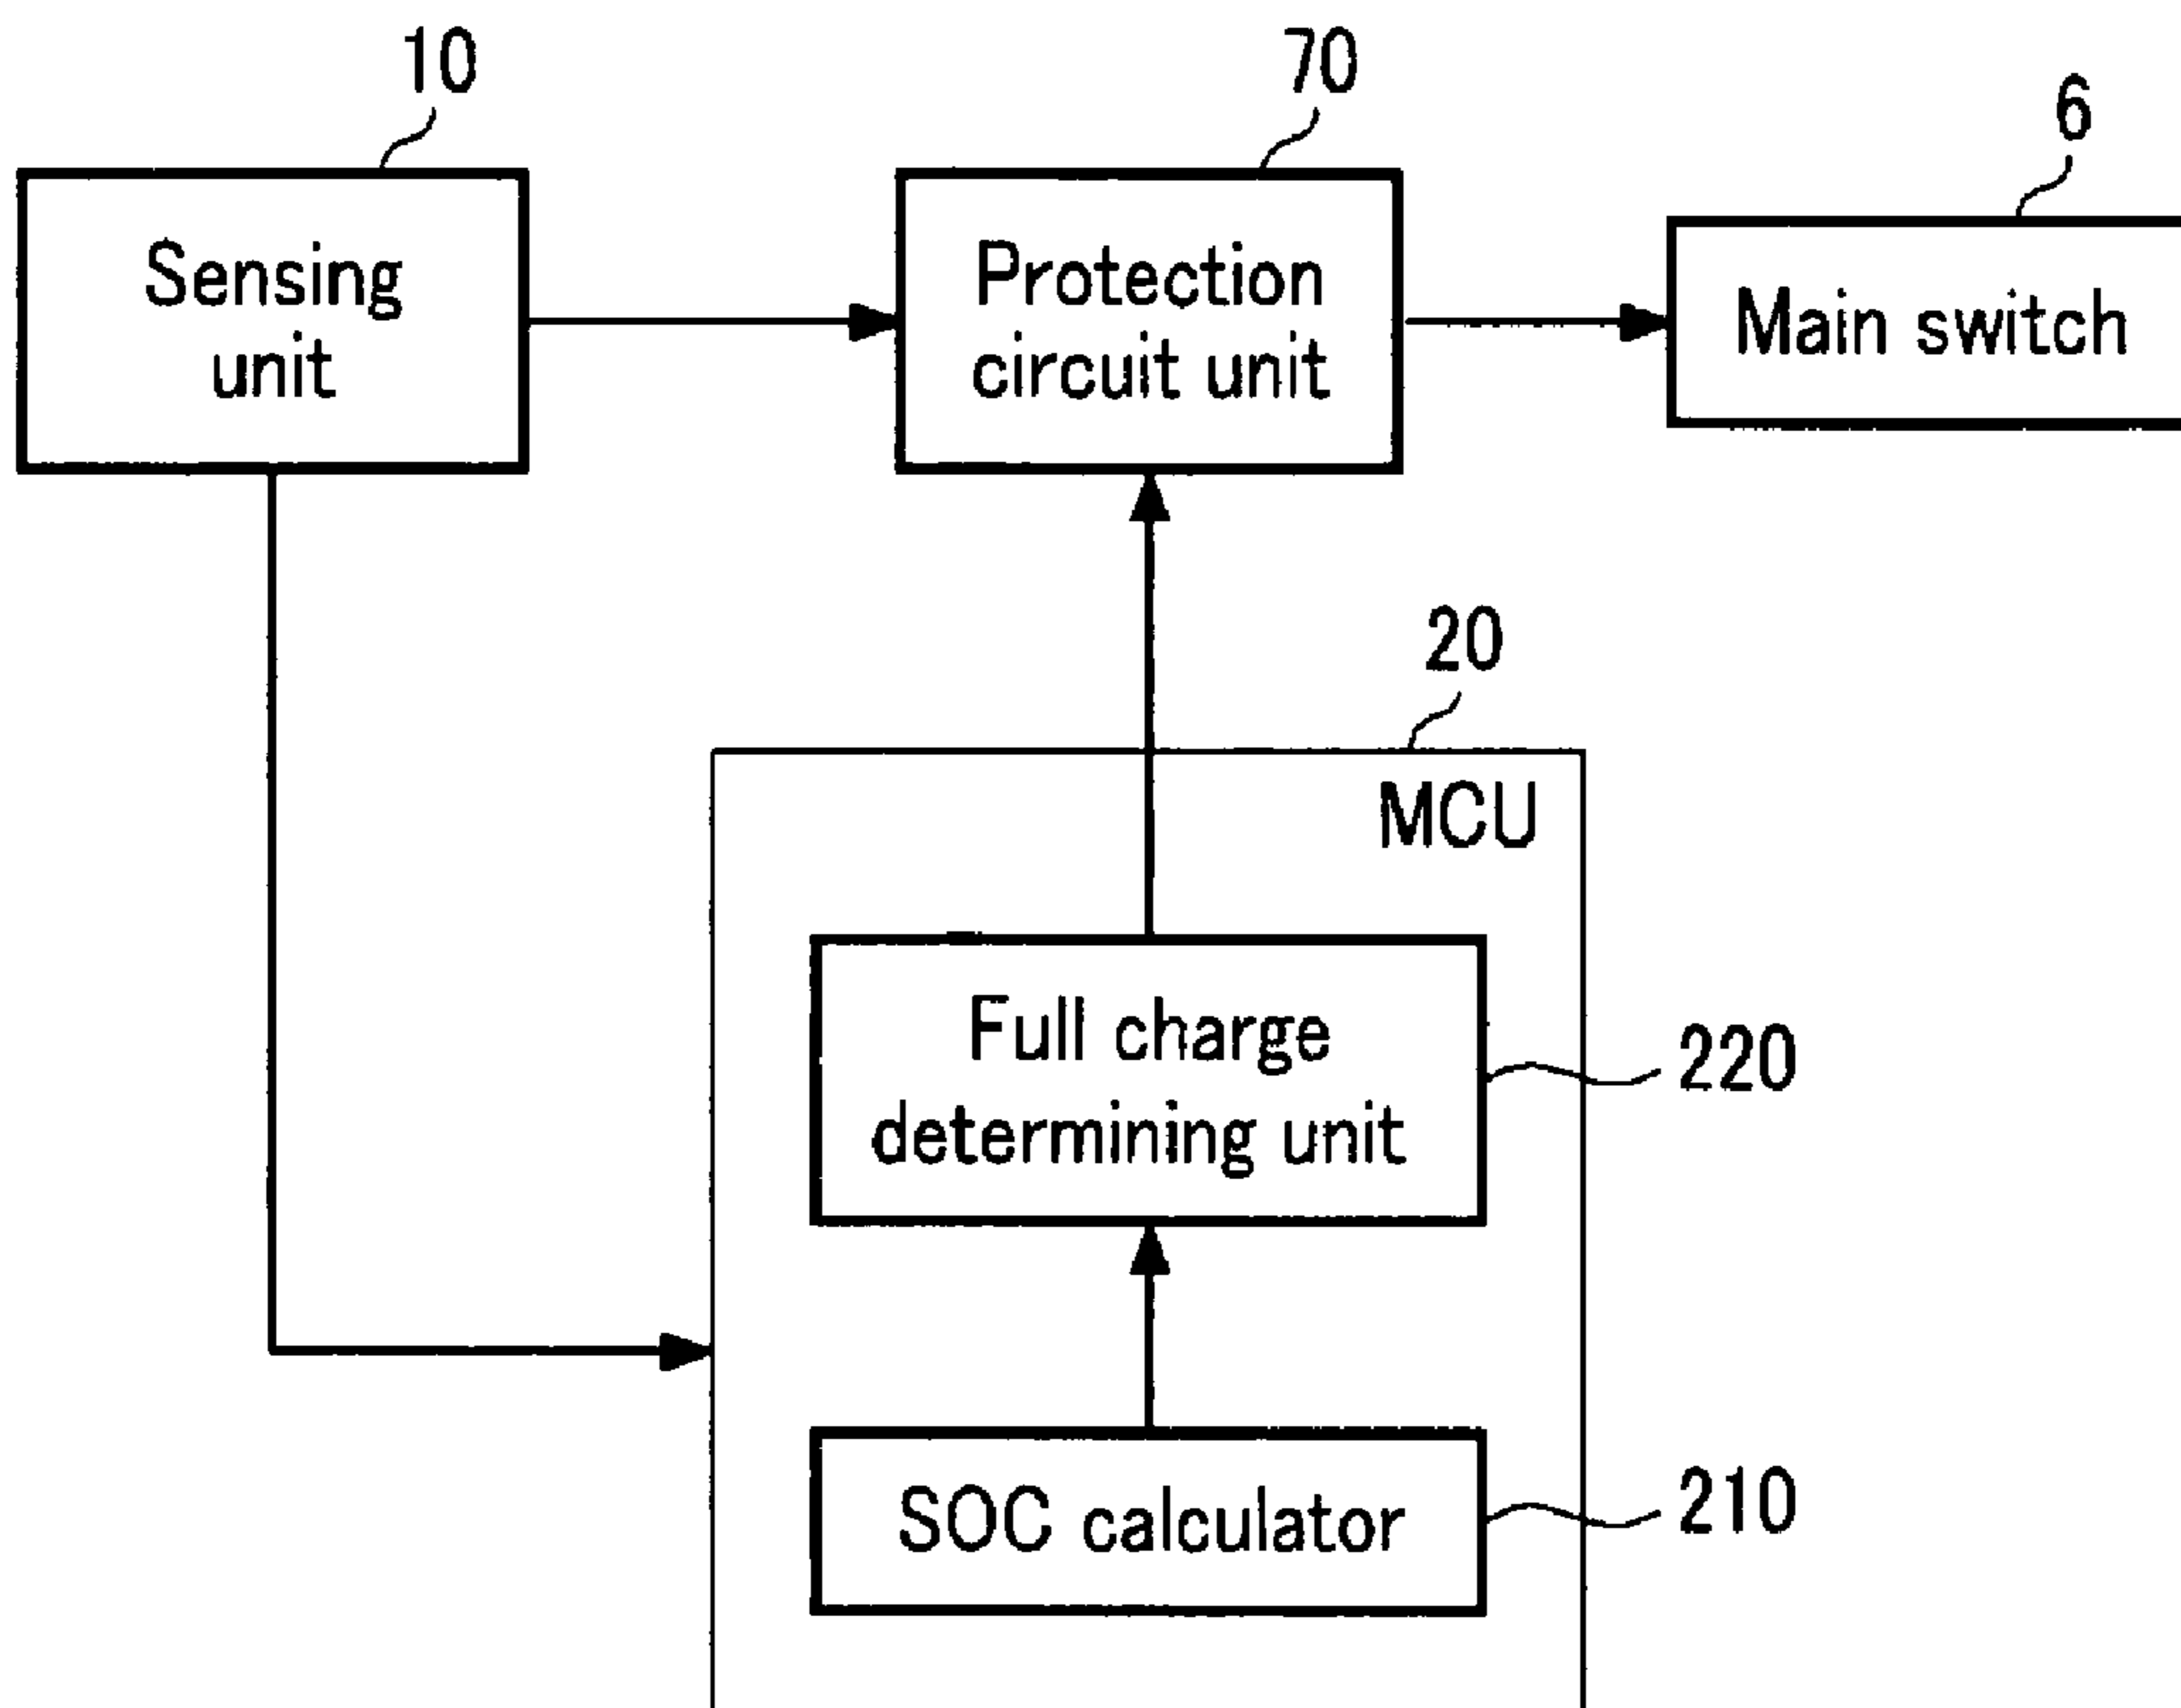 10
70
6
Sensing
unit
Protection
circuit unit
Main switch
20
MCU
Full charge
determining unit
220
SOC calculator
210